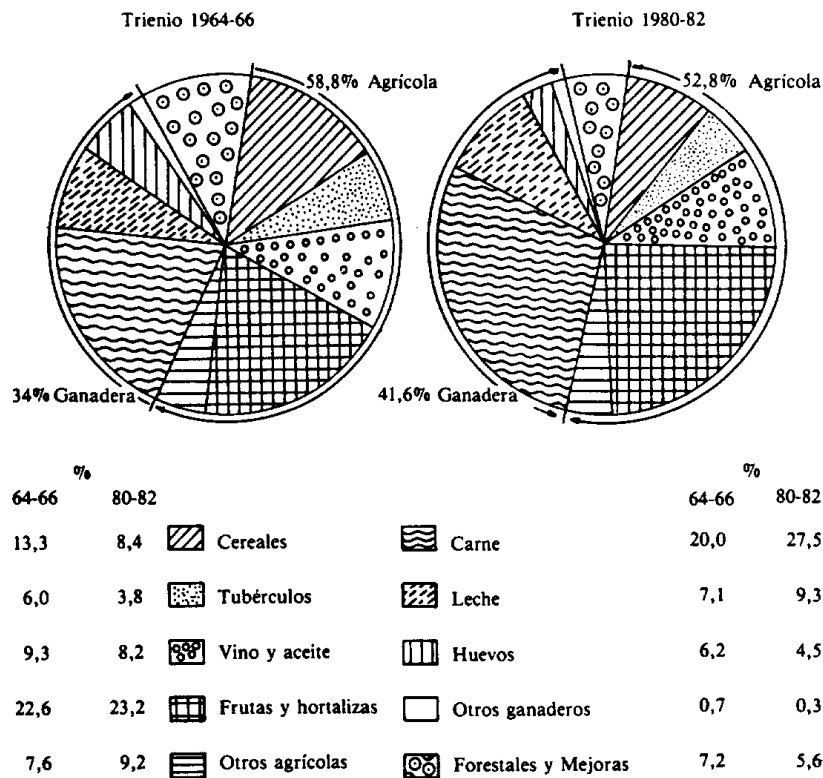 Trienio 1964-66
Trienio 1980-82
58,8% Agrícola
52,8% Agrícola
34% Ganadera
41,6% Ganadera
% %
64-66 80-82 64-66 80-82
13,3 8,4 Cereales Carne 20,0 27,5
6,0 3,8 Tubérculos Leche 7,1 9,3
9,3 8,2 Vino y aceite Huevos 6,2 4,5
22,6 23,2 Frutas y hortalizas Otros ganaderos 0,7 0,3
7,6 9,2 Otros agrícolas Forestales y Mejoras 7,2 5,6